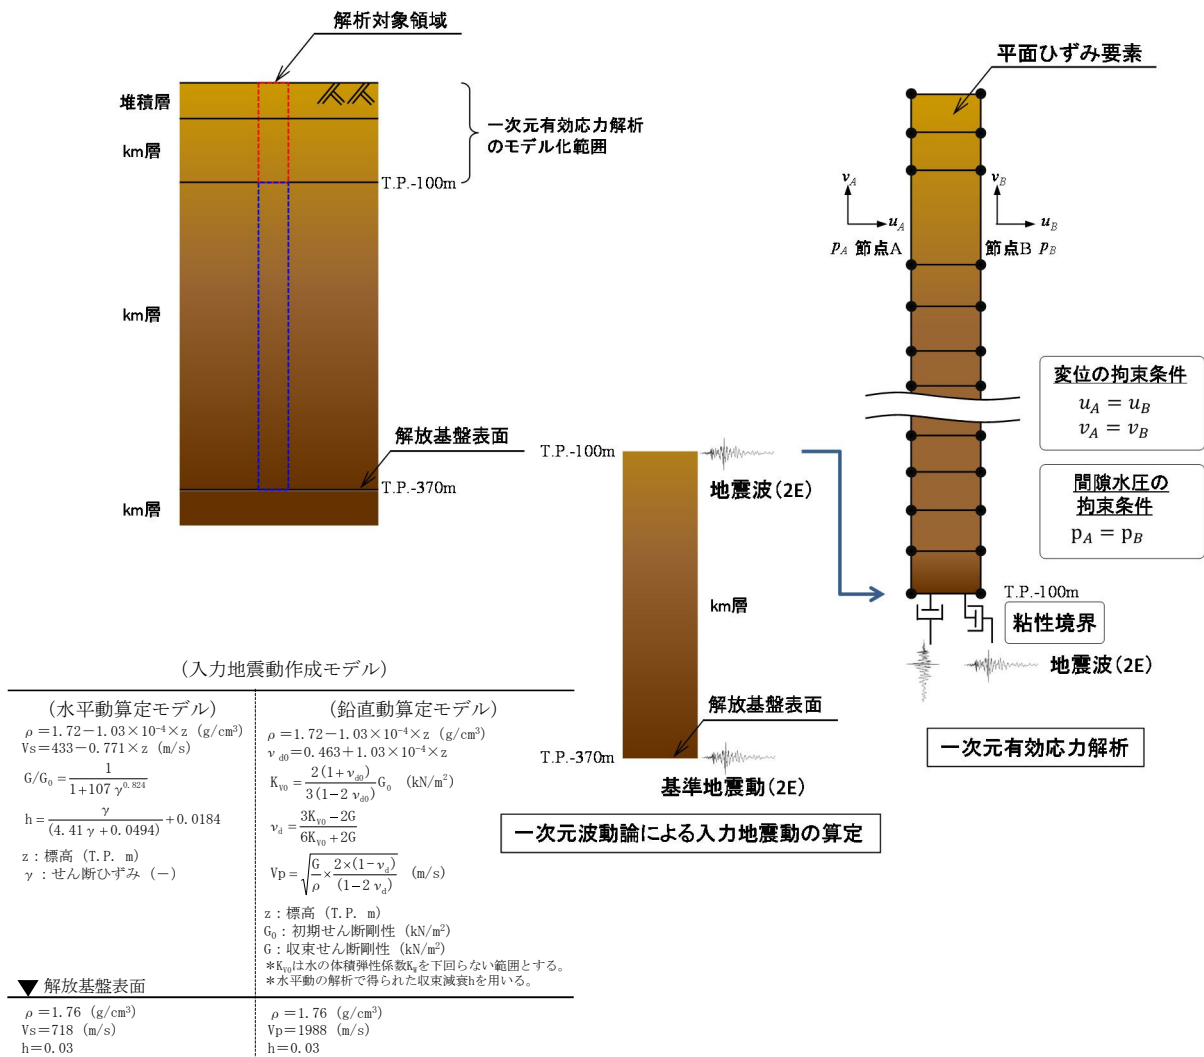 解析対象領域
堆積層
km層
一次元有効応力解析
のモデル化範囲
T.P.-100m
km層
解放基盤表面
T.P.-370m
km層
平面ひずみ要素
v_A
u_A
p_A 節点A
v_B
u_B
節点B p_B
変位の拘束条件
u_A = u_B
v_A = v_B
間隙水圧の
拘束条件
p_A = p_B
T.P.-100m
粘性境界
地震波(2E)
一次元有効応力解析
T.P.-100m
地震波(2E)
km層
解放基盤表面
T.P.-370m
基準地震動(2E)
一次元波動論による入力地震動の算定
(入力地震動作成モデル)
(水平動算定モデル)
ρ=1.72-1.03×10⁻⁴×z (g/cm³)
Vs=433-0.771×z (m/s)
G/G₀=1/(1+107γ^0.824)
h=γ/(4.41γ+0.0494)+0.0184
z:標高 (T.P. m)
γ:せん断ひずみ (-)
(鉛直動算定モデル)
ρ=1.72-1.03×10⁻⁴×z (g/cm³)
ν_d0=0.463+1.03×10⁻⁴×z
K_V0=2(1+ν_d0)/3(1-2ν_d0) G₀ (kN/m²)
ν_d=(3K_V0-2G)/(6K_V0+2G)
Vp=√(G/ρ×2×(1-ν_d)/(1-2ν_d)) (m/s)
z:標高 (T.P. m)
G₀:初期せん断剛性 (kN/m²)
G:収束せん断剛性 (kN/m²)
*K_V0は水の体積弾性係数K_Wを下回らない範囲とする。
*水平動の解析で得られた収束減衰hを用いる。
▼ 解放基盤表面
ρ=1.76 (g/cm³)
Vs=718 (m/s)
h=0.03
ρ=1.76 (g/cm³)
Vp=1988 (m/s)
h=0.03